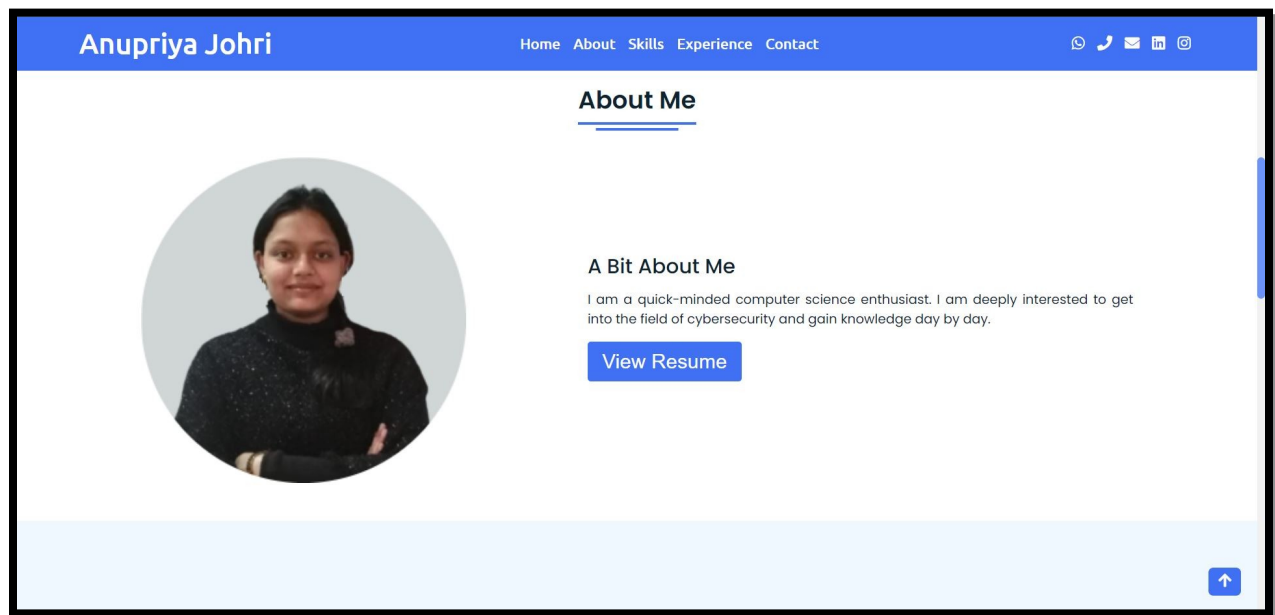 Anupriya Johri
Home About Skills Experience Contact
About Me
A Bit About Me
I am a quick-minded computer science enthusiast. I am deeply interested to get
into the field of cybersecurity and gain knowledge day by day.
View Resume